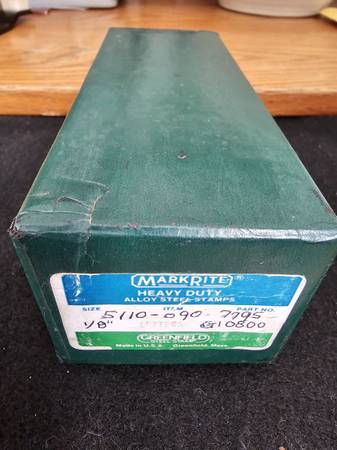 MARKRITE®
HEAVY DUTY
ALLOY STEEL STAMPS
SIZE ITEM PART NO.
5110-090-7795
1/8" LETTERS G10800
GREENFIELD
Made in U.S.A. Greenfield, Mass.